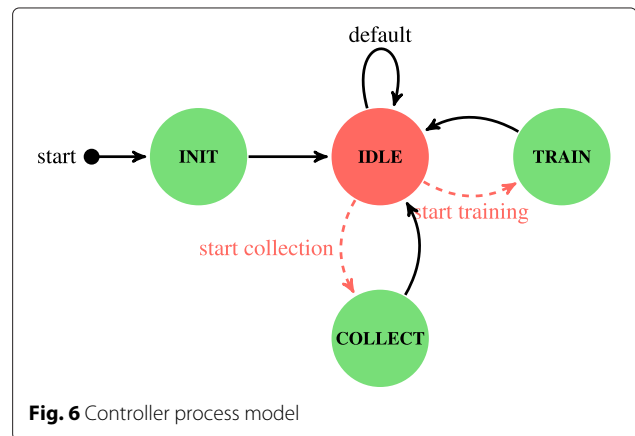 default
start
INIT
IDLE
TRAIN
start training
start collection
COLLECT
Fig. 6 Controller process model